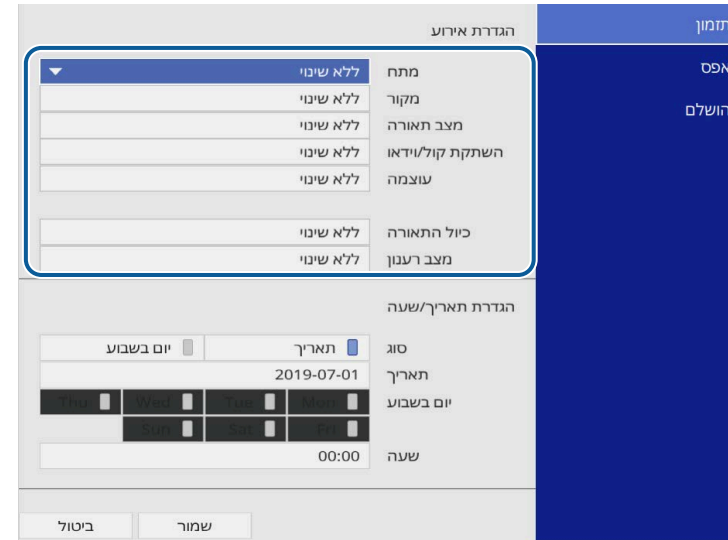 תזמון
אפס
הושלם
הגדרת אירוע
מתח ללא שינוי
מקור ללא שינוי
מצב תאורה ללא שינוי
השתקת קול/וידאו ללא שינוי
עוצמה ללא שינוי
כיול התאורה ללא שינוי
מצב רענון ללא שינוי
הגדרת תאריך/שעה
סוג תאריך יום בשבוע
תאריך 2019-07-01
יום בשבוע Mon Tue Wed Thu
Fri Sat Sun
שעה 00:00
שמור ביטול